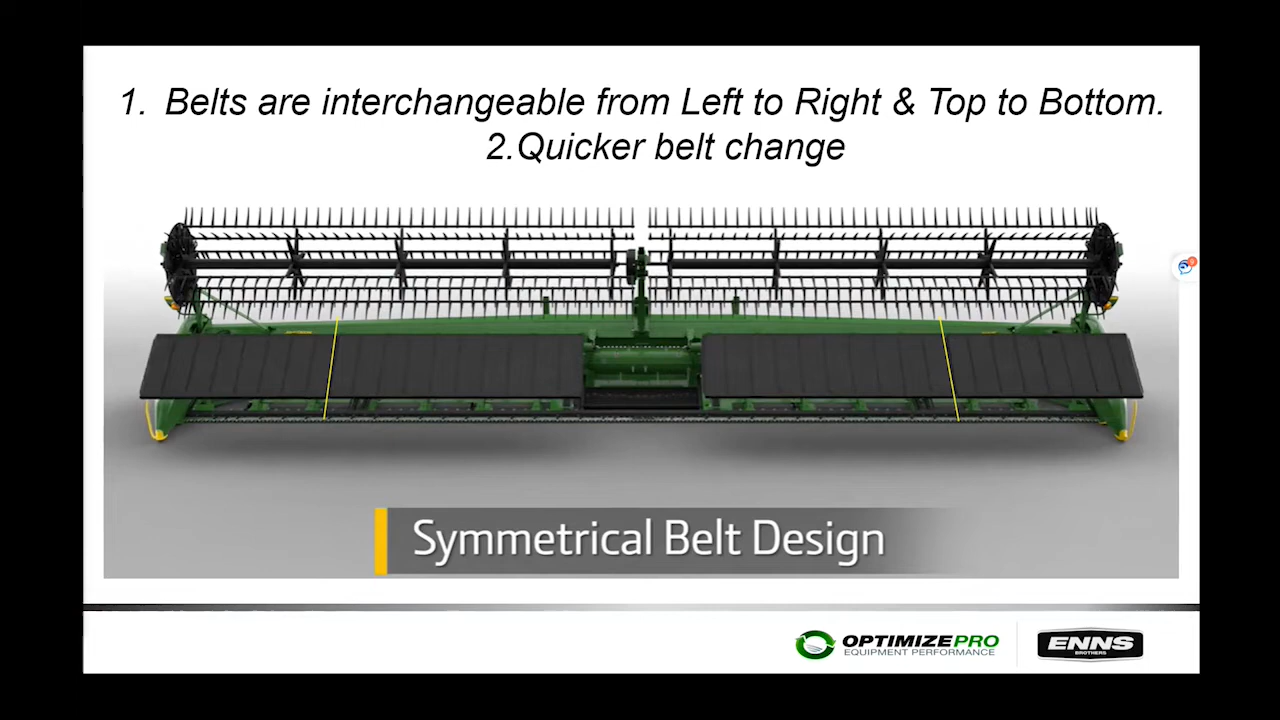 1. Belts are interchangeable from Left to Right & Top to Bottom.
2.Quicker belt change
Symmetrical Belt Design
OPTIMIZEPRO
EQUIPMENT PERFORMANCE
ENNS
BROTHERS